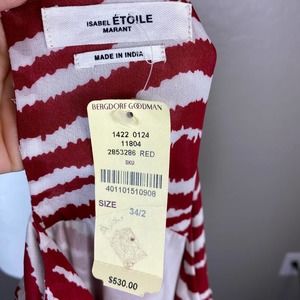 ISABEL ÉTOILE
MARANT
MADE IN INDIA
BERGDORF GOODMAN
1422 0124
11804
2853286 RED
SKU
401101510908
SIZE 34/2
$530.00